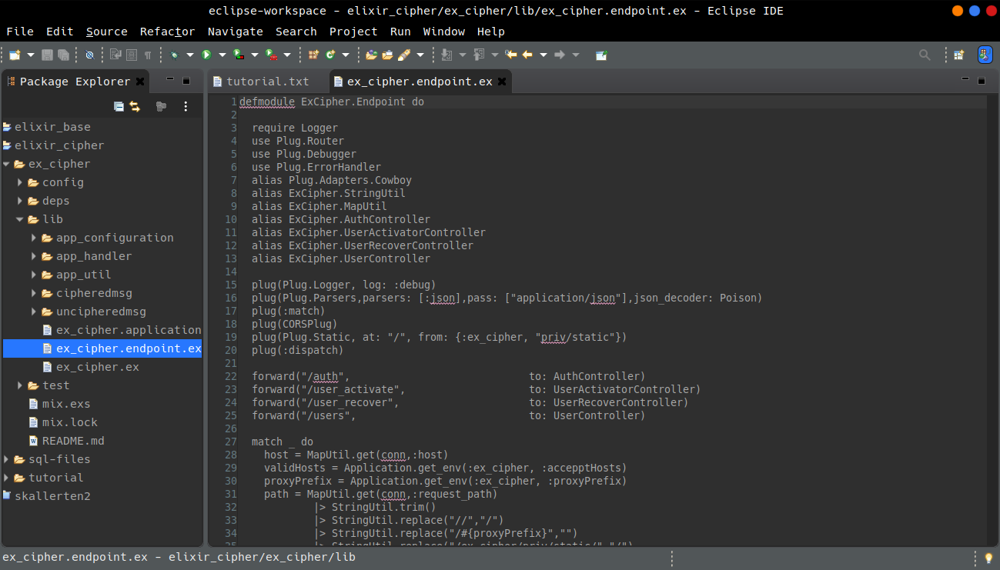 eclipse-workspace - elixir_cipher/ex_cipher/lib/ex_cipher.endpoint.ex - Eclipse IDE
File Edit Source Refactor Navigate Search Project Run Window Help
Package Explorer
tutorial.txt
ex_cipher.endpoint.ex
elixir_base
elixir_cipher
ex_cipher
config
deps
lib
app_configuration
app_handler
app_util
cipheredmsg
uncipheredmsg
ex_cipher.application
ex_cipher.endpoint.ex
ex_cipher.ex
test
mix.exs
mix.lock
README.md
sql-files
tutorial
skallerten2
1 defmodule ExCipher.Endpoint do
2
3 require Logger
4 use Plug.Router
5 use Plug.Debugger
6 use Plug.ErrorHandler
7 alias Plug.Adapters.Cowboy
8 alias ExCipher.StringUtil
9 alias ExCipher.MapUtil
10 alias ExCipher.AuthController
11 alias ExCipher.UserActivatorController
12 alias ExCipher.UserRecoverController
13 alias ExCipher.UserController
14
15 plug(Plug.Logger, log: :debug)
16 plug(Plug.Parsers,parsers: [:json],pass: ["application/json"],json_decoder: Poison)
17 plug(:match)
18 plug(CORSPlug)
19 plug(Plug.Static, at: "/", from: {:ex_cipher, "priv/static"})
20 plug(:dispatch)
21
22 forward("/auth", to: AuthController)
23 forward("/user_activate", to: UserActivatorController)
24 forward("/user_recover", to: UserRecoverController)
25 forward("/users", to: UserController)
26
27 match _ do
28 host = MapUtil.get(conn,:host)
29 validHosts = Application.get_env(:ex_cipher, :accepptHosts)
30 proxyPrefix = Application.get_env(:ex_cipher, :proxyPrefix)
31 path = MapUtil.get(conn,:request_path)
32 |> StringUtil.trim()
33 |> StringUtil.replace("//","/")
34 |> StringUtil.replace("/#{proxyPrefix}","")
35 |> StringUtil.replace("/ex_cipher/priv/static/","/")
ex_cipher.endpoint.ex - elixir_cipher/ex_cipher/lib